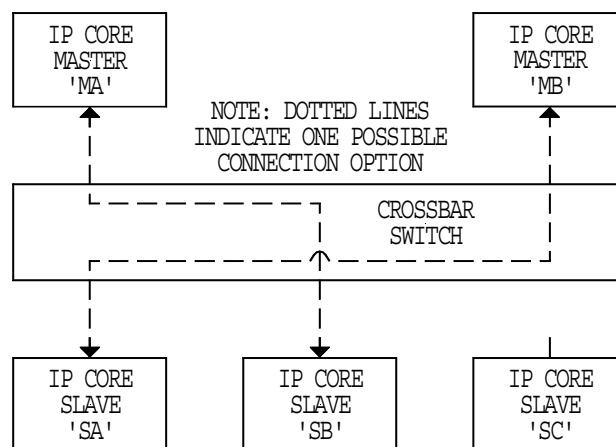 IP CORE
MASTER
'MA'
IP CORE
MASTER
'MB'
NOTE: DOTTED LINES
INDICATE ONE POSSIBLE
CONNECTION OPTION
CROSSBAR
SWITCH
IP CORE
SLAVE
'SA'
IP CORE
SLAVE
'SB'
IP CORE
SLAVE
'SC'